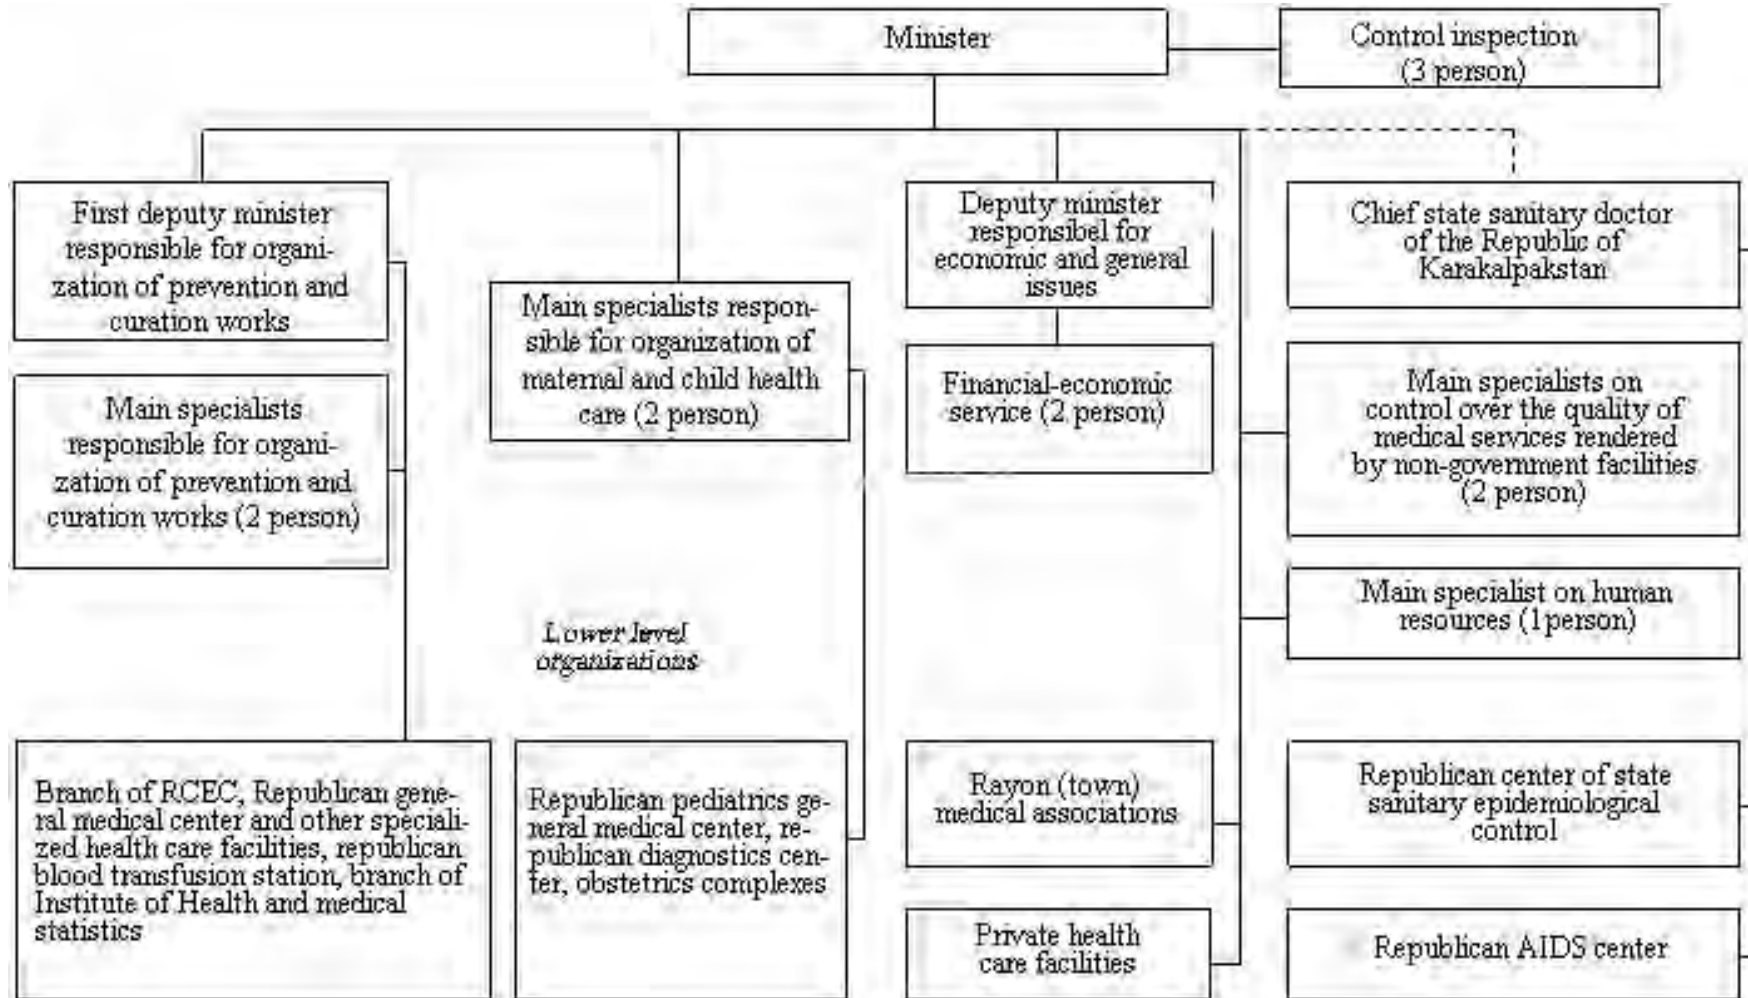 Minister
Control inspection
(3 person)
First deputy minister
responsible for organi-
zation of prevention and
curation works
Main specialists respon-
sible for organization of
maternal and child health
care (2 person)
Deputy minister
responsibel for
economic and general
issues
Chief state sanitary doctor
of the Republic of
Karakalpakstan
Main specialists
responsible for organi-
zation of prevention and
curation works (2 person)
Financial-economic
service (2 person)
Main specialists on
control over the quality of
medical services rendered
by non-government facilities
(2 person)
Main specialist on human
resources (1person)
Lower level
organizations
Branch of RCEC, Republican gene-
ral medical center and other speciali-
zed health care facilities, republican
blood transfusion station, branch of
Institute of Health and medical
statistics
Republican pediatrics ge-
neral medical center, re-
publican diagnostics cen-
ter, obstetrics complexes
Rayon (town)
medical associations
Republican center of state
sanitary epidemiological
control
Private health
care facilities
Republican AIDS center